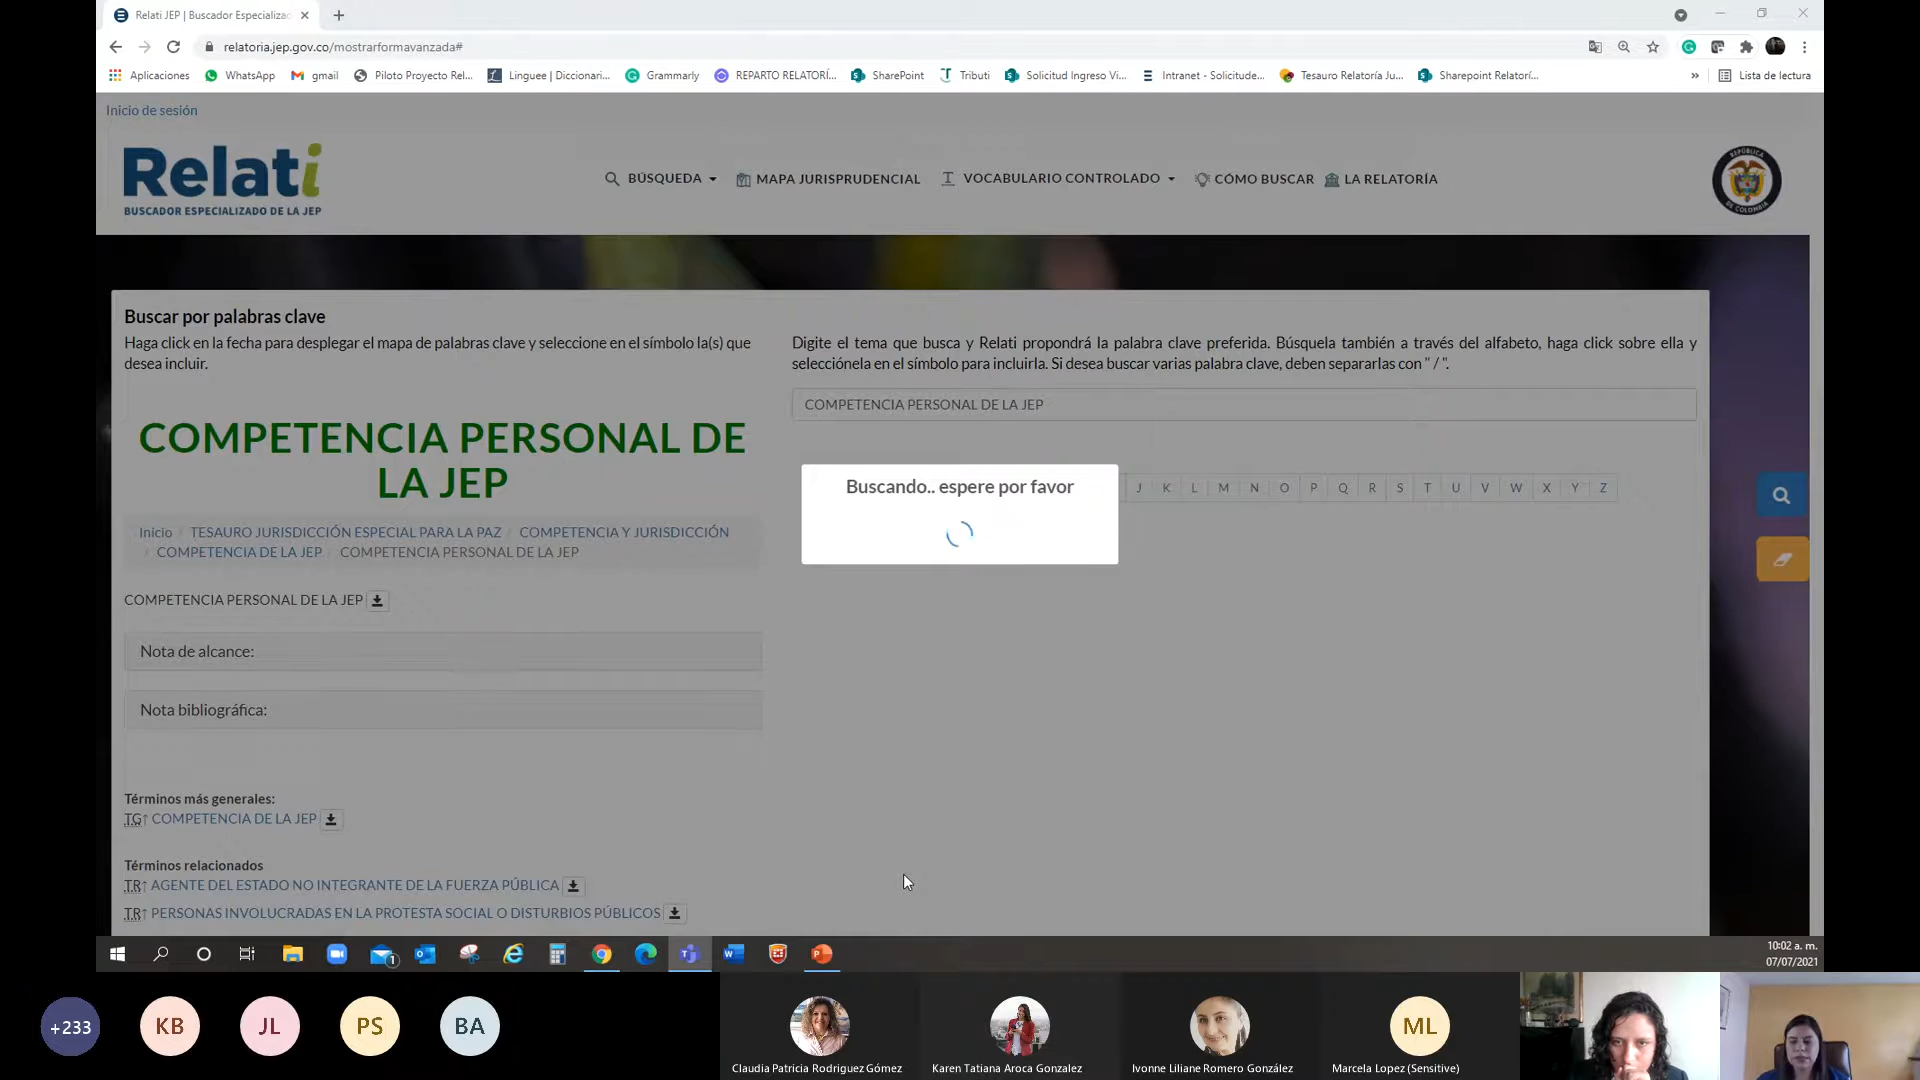 Relati JEP | Buscador Especializad
relatoria.jep.gov.co/mostrarformavanzada#
Aplicaciones
WhatsApp
gmail
Piloto Proyecto Rel...
Linguee | Diccionari...
Grammarly
REPARTO RELATORÍ...
SharePoint
Tributi
Solicitud Ingreso Vi...
Intranet - Solicitude...
Tesauro Relatoría Ju...
Sharepoint Relatorí...
»
Lista de lectura
Inicio de sesión
Relati
BUSCADOR ESPECIALIZADO DE LA JEP
BÚSQUEDA
MAPA JURISPRUDENCIAL
VOCABULARIO CONTROLADO
CÓMO BUSCAR
LA RELATORÍA
REPÚBLICA
DE COLOMBIA
Buscar por palabras clave
Haga click en la fecha para desplegar el mapa de palabras clave y seleccione en el símbolo la(s) que
desea incluir.
COMPETENCIA PERSONAL DE
LA JEP
Inicio / TESAURO JURISDICCIÓN ESPECIAL PARA LA PAZ / COMPETENCIA Y JURISDICCIÓN
/ COMPETENCIA DE LA JEP / COMPETENCIA PERSONAL DE LA JEP
COMPETENCIA PERSONAL DE LA JEP
Nota de alcance:
Nota bibliográfica:
Términos más generales:
TG↑ COMPETENCIA DE LA JEP
Términos relacionados
TR↑ AGENTE DEL ESTADO NO INTEGRANTE DE LA FUERZA PÚBLICA
TR↑ PERSONAS INVOLUCRADAS EN LA PROTESTA SOCIAL O DISTURBIOS PÚBLICOS
Digite el tema que busca y Relati propondrá la palabra clave preferida. Búsquela también a través del alfabeto, haga click sobre ella y
selecciónela en el símbolo para incluirla. Si desea buscar varias palabra clave, deben separarlas con " / ".
COMPETENCIA PERSONAL DE LA JEP
J K L M N O P Q R S T U V W X Y Z
Buscando.. espere por favor
1
10:02 a. m.
07/07/2021
+233
KB
JL
PS
BA
ML
Claudia Patricia Rodriguez Gómez
Karen Tatiana Aroca Gonzalez
Ivonne Liliane Romero González
Marcela Lopez (Sensitive)